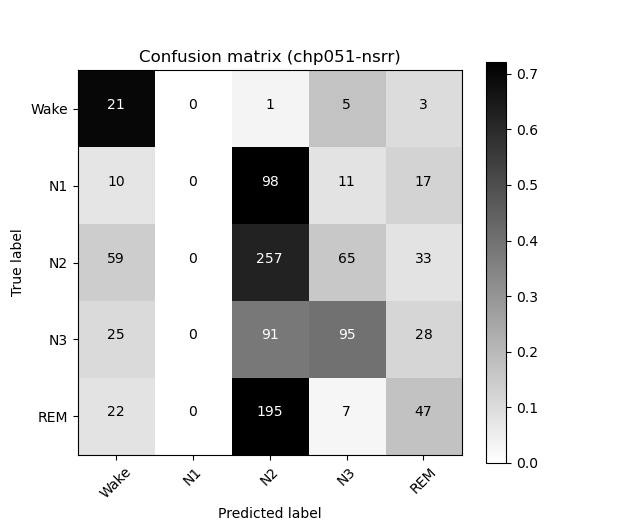 Confusion matrix (chp051-nsrr)
True label
Wake 21 0 1 5 3
N1 10 0 98 11 17
N2 59 0 257 65 33
N3 25 0 91 95 28
REM 22 0 195 7 47
Wake N1 N2 N3 REM
Predicted label
0.7
0.6
0.5
0.4
0.3
0.2
0.1
0.0